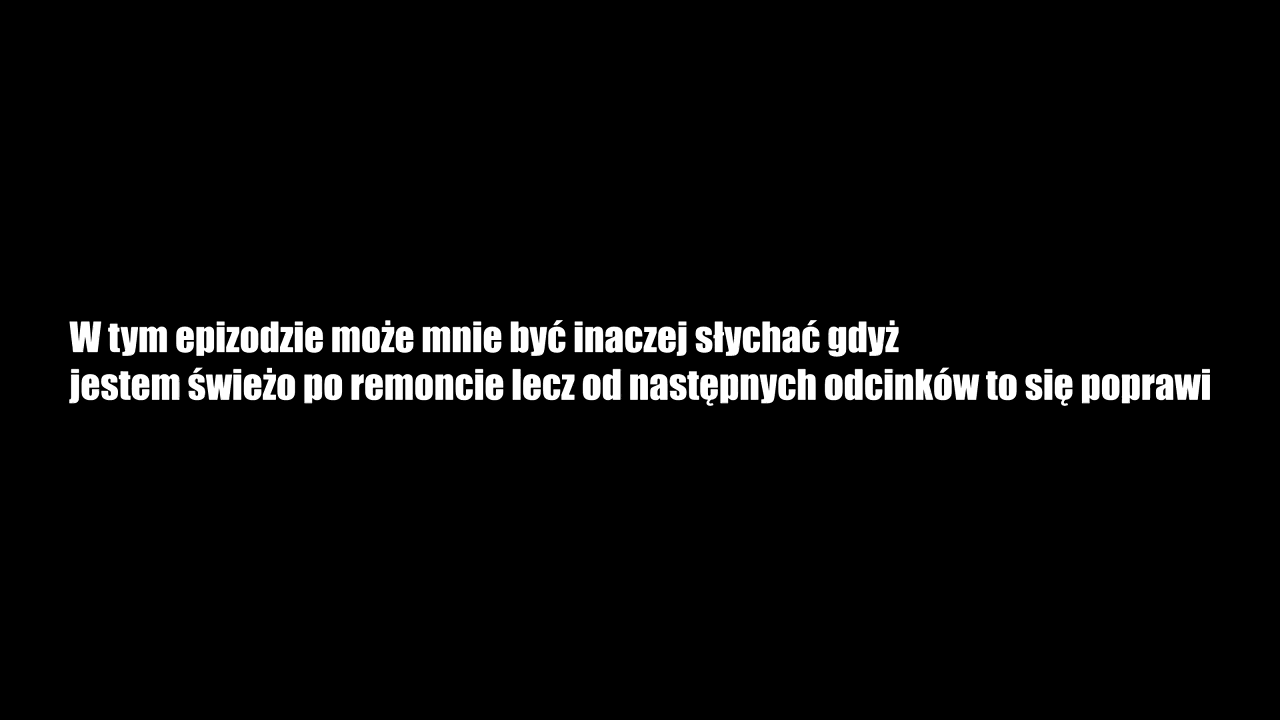 W tym epizodzie może mnie być inaczej słychać gdyż
jestem świeżo po remoncie lecz od następnych odcinków to się poprawi